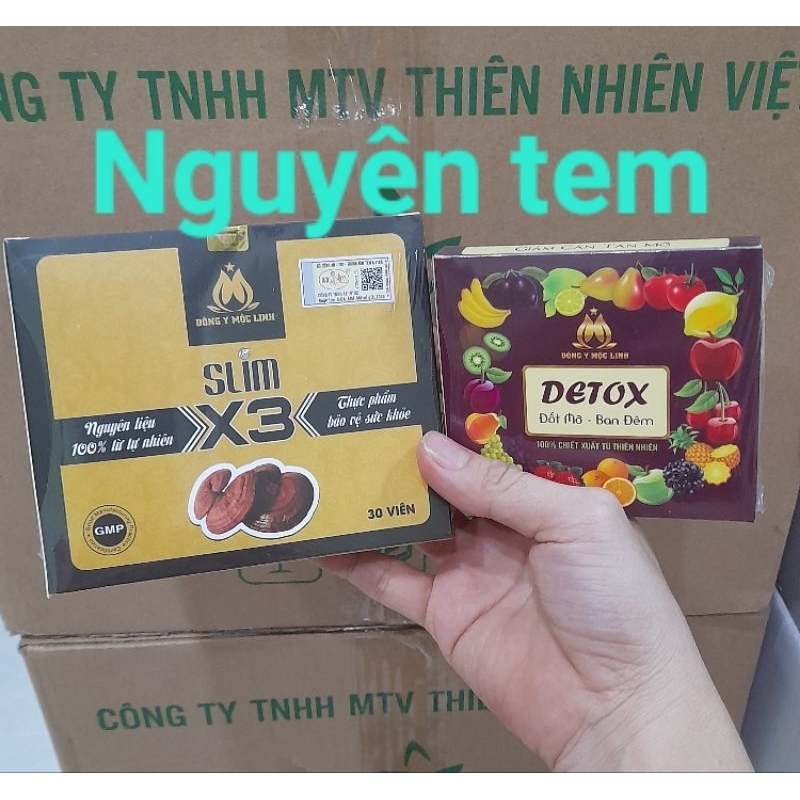 NG TY TNHH MTV THIÊN NHIÊN VIỆT
Nguyên tem
ĐÔNG Y MỘC LINH
SLIM
X3
Nguyên liệu
100% từ tự nhiên
Thực phẩm
bảo vệ sức khỏe
GMP
30 VIÊN
GIẢM CÂN TAN MỠ
ĐÔNG Y MỘC LINH
DETOX
Đốt Mỡ - Ban Đêm
100% CHIẾT XUẤT TỪ THIÊN NHIÊN
CÔNG TY TNHH MTV THIÊ